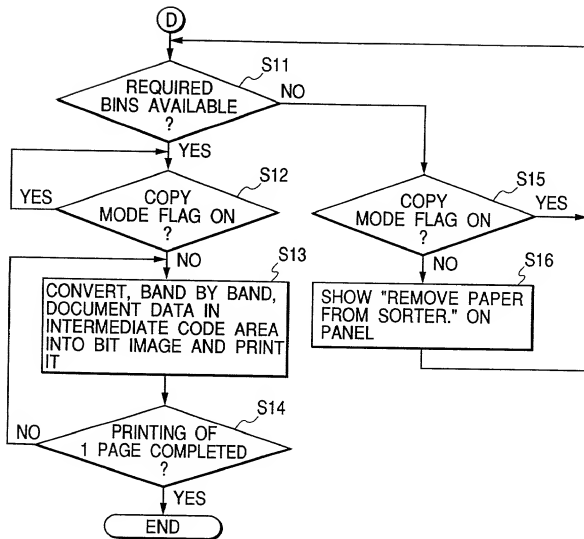 D
S11
REQUIRED
BINS AVAILABLE
?
NO
YES
S12
YES
COPY
MODE FLAG ON
?
NO
S15
COPY
MODE FLAG ON
?
YES
NO
S13
CONVERT, BAND BY BAND,
DOCUMENT DATA IN
INTERMEDIATE CODE AREA
INTO BIT IMAGE AND PRINT
IT
S16
SHOW "REMOVE PAPER
FROM SORTER." ON
PANEL
S14
NO
PRINTING OF
1 PAGE COMPLETED
?
YES
END